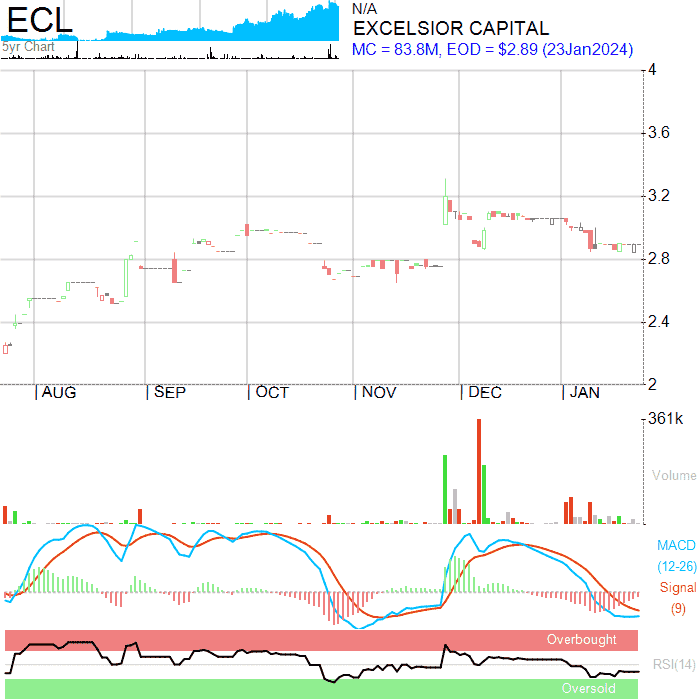 ECL
N/A
EXCELSIOR CAPITAL
5yr Chart
MC = 83.8M, EOD = $2.89 (23Jan2024)
4
3.6
3.2
2.8
2.4
2
AUG
SEP
OCT
NOV
DEC
JAN
361k
Volume
MACD
(12-26)
Signal
(9)
Overbought
RSI(14)
Oversold